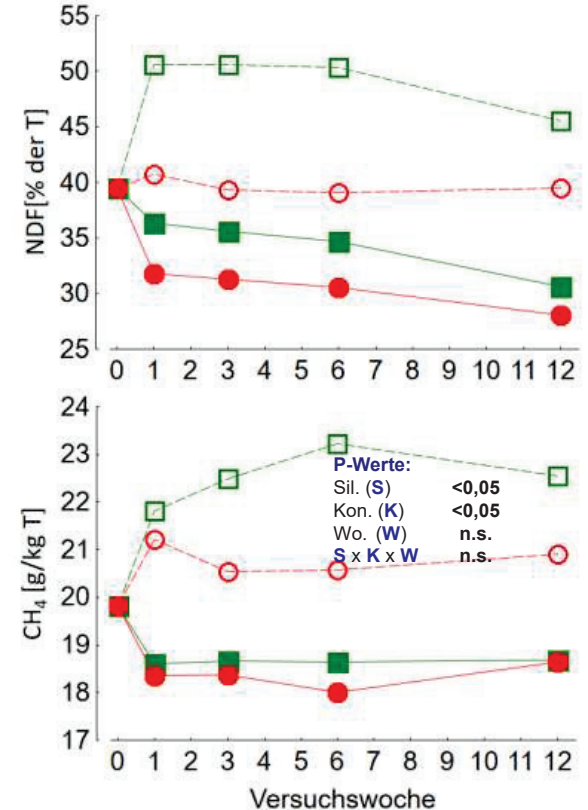 NDF[% der T]
55
50
45
40
35
30
25
0 1 2 3 4 5 6 7 8 9 10 11 12
CH₄ [g/kg T]
24
23
22
21
20
19
18
17
P-Werte:
Sil. (S) <0,05
Kon. (K) <0,05
Wo. (W) n.s.
S x K x W n.s.
0 1 2 3 4 5 6 7 8 9 10 11 12
Versuchswoche